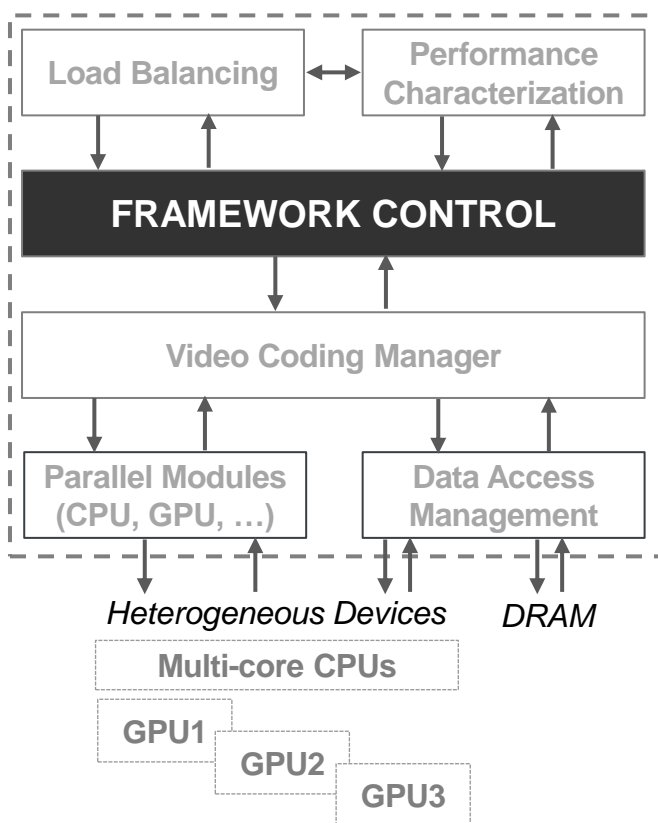 Load Balancing
Performance
Characterization
FRAMEWORK CONTROL
Video Coding Manager
Parallel Modules
(CPU, GPU, …)
Data Access
Management
Heterogeneous Devices
DRAM
Multi-core CPUs
GPU1
GPU2
GPU3